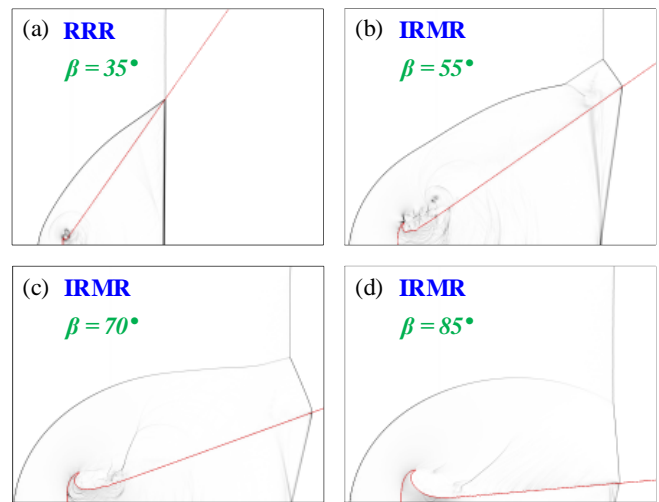 (a) RRR
β = 35°
(b) IRMR
β = 55°
(c) IRMR
β = 70°
(d) IRMR
β = 85°